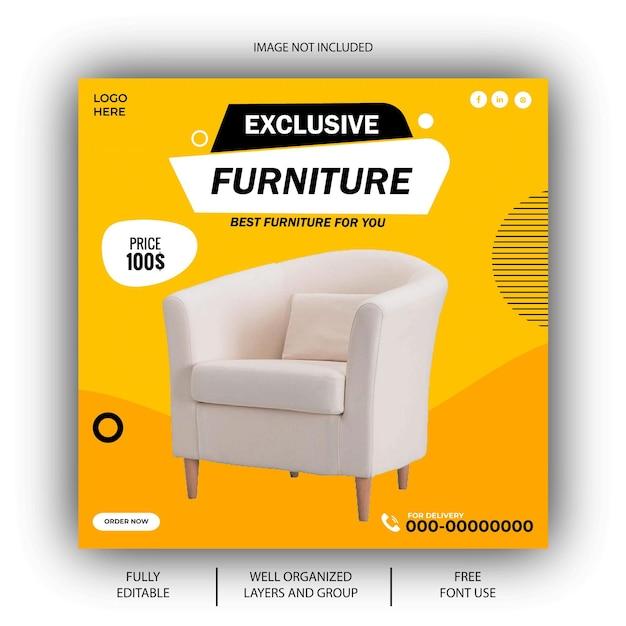 IMAGE NOT INCLUDED
LOGO
HERE
EXCLUSIVE
FURNITURE
BEST FURNITURE FOR YOU
PRICE
100$
ORDER NOW
FOR DELIVERY
000-00000000
FULLY
EDITABLE
WELL ORGANIZED
LAYERS AND GROUP
FREE
FONT USE